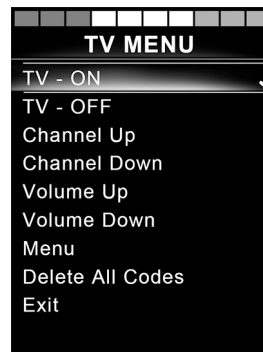 TV MENU
TV - ON
TV - OFF
Channel Up
Channel Down
Volume Up
Volume Down
Menu
Delete All Codes
Exit